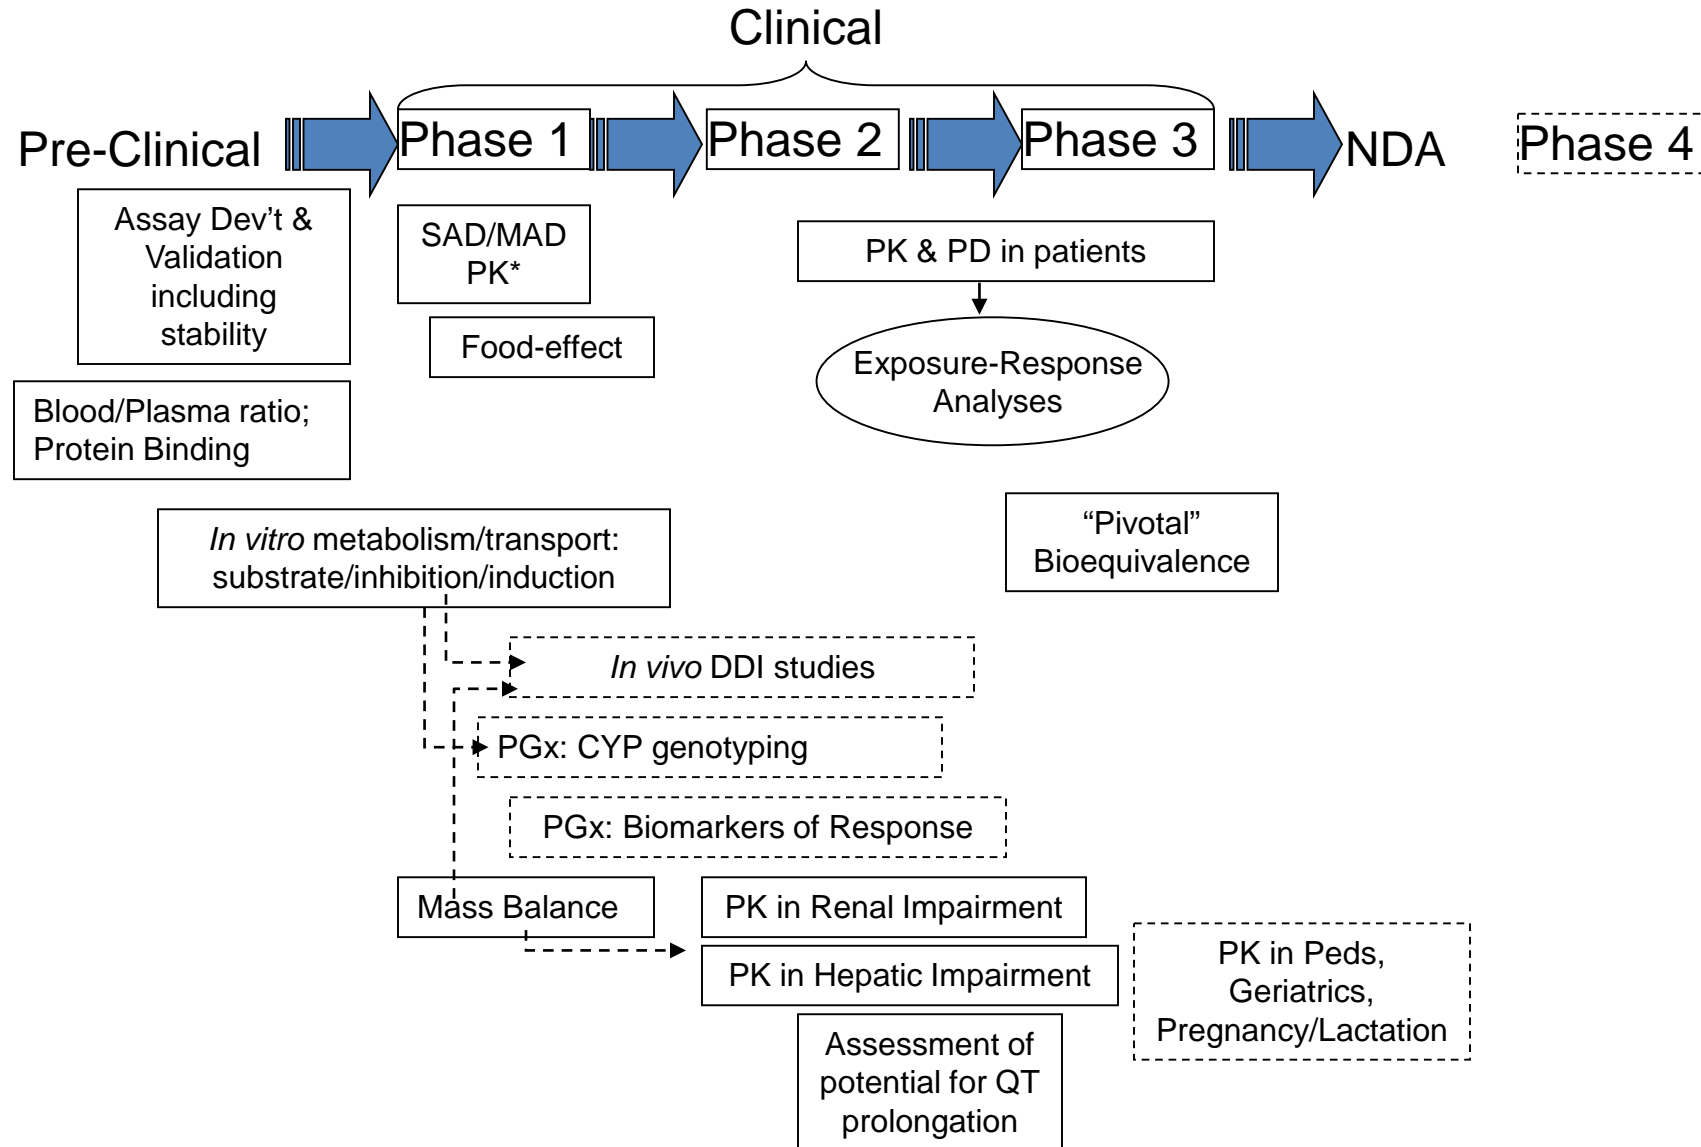 Clinical
Pre-Clinical
Phase 1
Phase 2
Phase 3
NDA
Phase 4
Assay Dev’t &
Validation
including
stability
SAD/MAD
PK*
PK & PD in patients
Food-effect
Exposure-Response
Analyses
Blood/Plasma ratio;
Protein Binding
“Pivotal”
Bioequivalence
In vitro metabolism/transport:
substrate/inhibition/induction
In vivo DDI studies
PGx: CYP genotyping
PGx: Biomarkers of Response
Mass Balance
PK in Renal Impairment
PK in Hepatic Impairment
PK in Peds,
Geriatrics,
Pregnancy/Lactation
Assessment of
potential for QT
prolongation